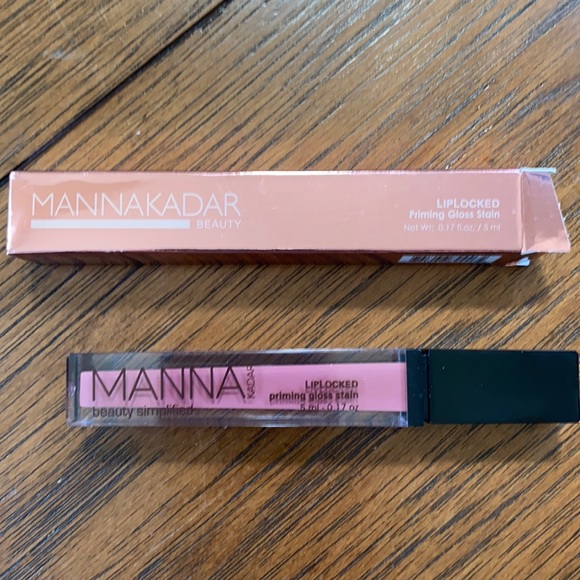 MANNAKADAR
BEAUTY
LIPLOCKED
Priming Gloss Stain
Net Wt. 0.17 fl.oz. / 5 ml
MANNA
KADAR
beauty simplified
LIPLOCKED
priming gloss stain
5 ml - 0.17 oz